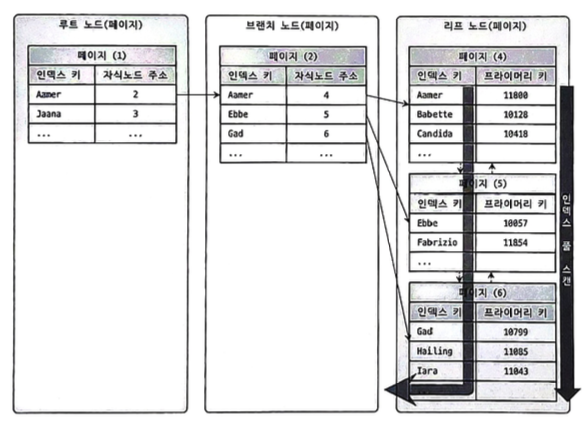 루트 노드(페이지)
페이지 (1)
인덱스 키 자식노드 주소
Aamer 2
Jaana 3
... ...
브랜치 노드(페이지)
페이지 (2)
인덱스 키 자식노드 주소
Aamer 4
Ebbe 5
Gad 6
... ...
리프 노드(페이지)
페이지 (4)
인덱스 키 프라이머리 키
Aamer 11800
Babette 10128
Candida 10418
...
페이지 (5)
인덱스 키 프라이머리 키
Ebbe 10057
Fabrizio 11854
...
페이지 (6)
인덱스 키 프라이머리 키
Gad 10799
Hailing 11085
Iara 11043
인덱스 풀 스캔